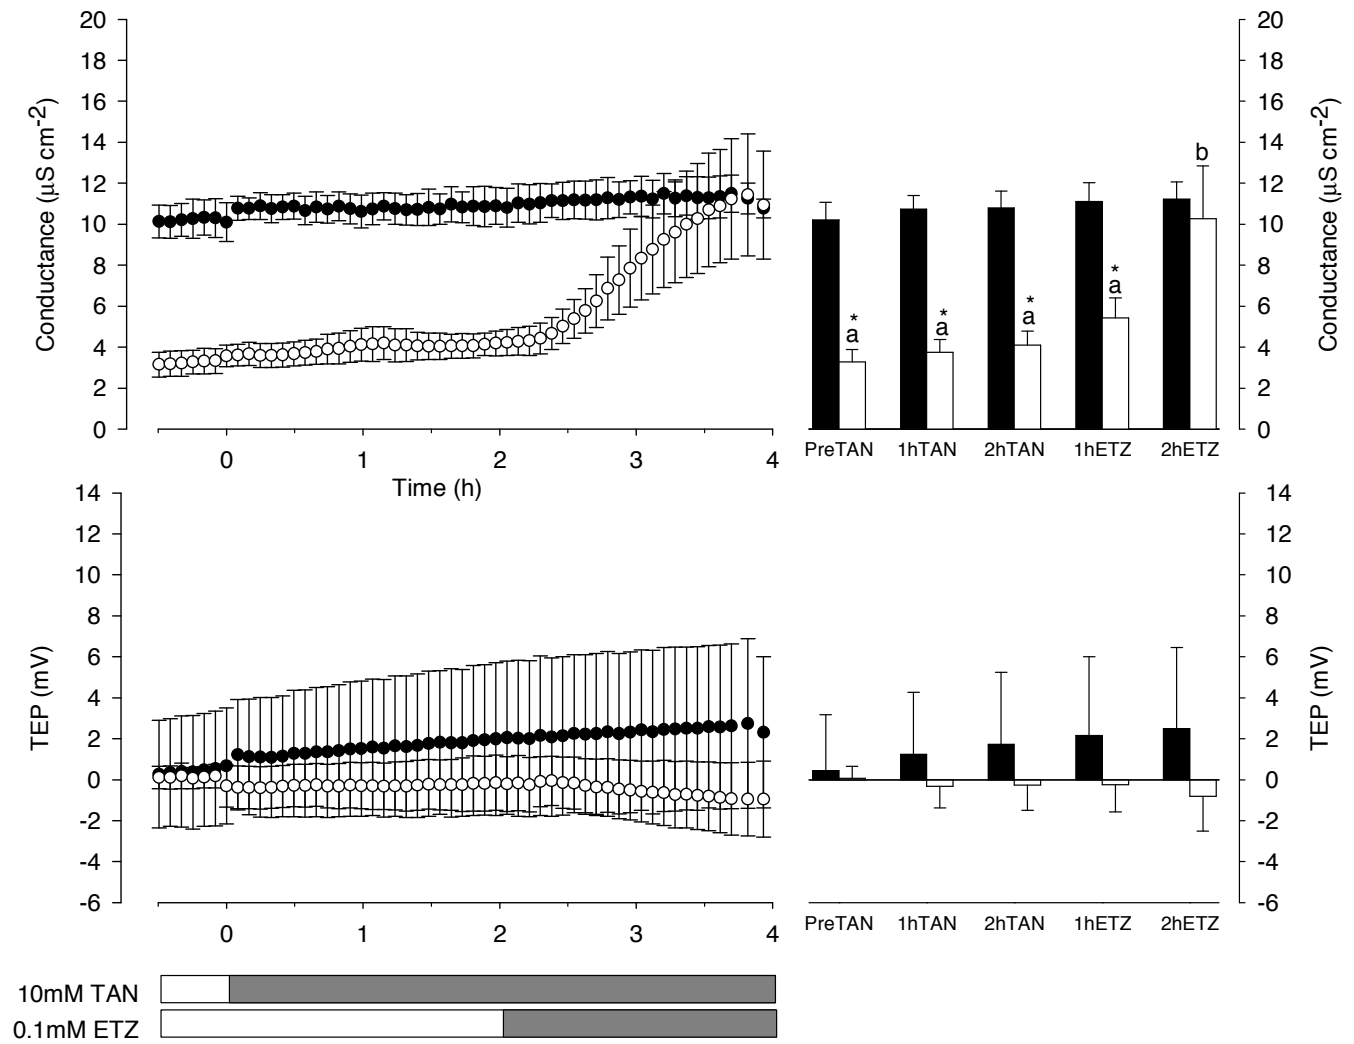 20
18
16
14
12
10
8
6
4
2
0
Conductance (µS cm-2)
0
1
2
3
4
Time (h)
b
*
a
*
a
*
a
*
a
PreTAN
1hTAN
2hTAN
1hETZ
2hETZ
20
18
16
14
12
10
8
6
4
2
0
Conductance (µS cm-2)
14
12
10
8
6
4
2
0
-2
-4
-6
TEP (mV)
0
1
2
3
4
PreTAN
1hTAN
2hTAN
1hETZ
2hETZ
14
12
10
8
6
4
2
0
-2
-4
-6
TEP (mV)
10mM TAN
0.1mM ETZ